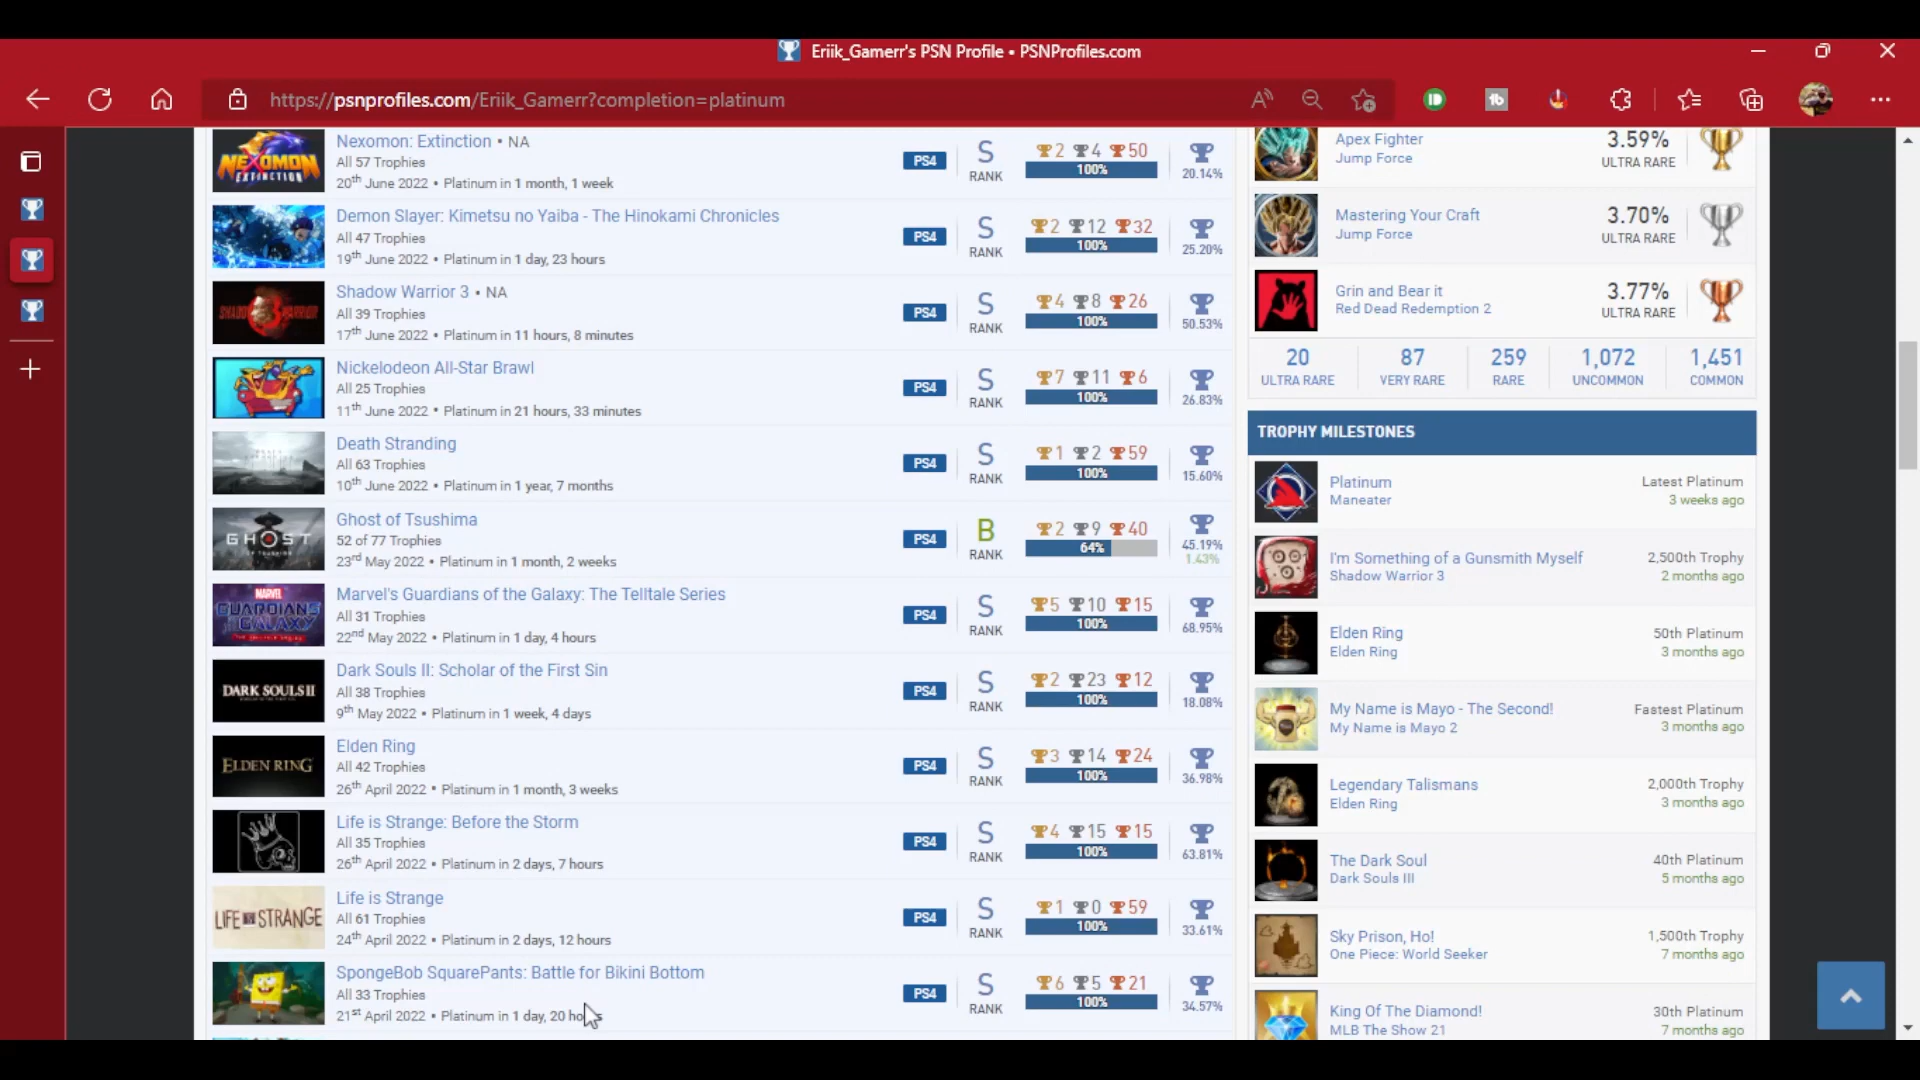 Eriik_Gamerr's PSN Profile • PSNProfiles.com
https://psnprofiles.com/Eriik_Gamerr?completion=platinum
NEXOMON
EXTINCTION
Nexomon: Extinction • NA
All 57 Trophies
20th June 2022 • Platinum in 1 month, 1 week
PS4
S
RANK
2 4 50
100%
20.14%
Demon Slayer: Kimetsu no Yaiba - The Hinokami Chronicles
All 47 Trophies
19th June 2022 • Platinum in 1 day, 23 hours
PS4
S
RANK
2 12 32
100%
25.20%
Shadow Warrior 3 • NA
All 39 Trophies
17th June 2022 • Platinum in 11 hours, 8 minutes
PS4
S
RANK
4 8 26
100%
50.53%
Nickelodeon All-Star Brawl
All 25 Trophies
11th June 2022 • Platinum in 21 hours, 33 minutes
PS4
S
RANK
7 11 6
100%
26.83%
Death Stranding
All 63 Trophies
10th June 2022 • Platinum in 1 year, 7 months
PS4
S
RANK
1 2 59
100%
15.60%
GHOST
Ghost of Tsushima
52 of 77 Trophies
23rd May 2022 • Platinum in 1 month, 2 weeks
PS4
B
RANK
2 9 40
64%
45.19%
1.43%
MARVEL
GUARDIANS
GALAXY
Marvel's Guardians of the Galaxy: The Telltale Series
All 31 Trophies
22nd May 2022 • Platinum in 1 day, 4 hours
PS4
S
RANK
5 10 15
100%
68.95%
DARK SOULS II
Dark Souls II: Scholar of the First Sin
All 38 Trophies
9th May 2022 • Platinum in 1 week, 4 days
PS4
S
RANK
2 23 12
100%
18.08%
ELDEN RING
Elden Ring
All 42 Trophies
26th April 2022 • Platinum in 1 month, 3 weeks
PS4
S
RANK
3 14 24
100%
36.98%
Life is Strange: Before the Storm
All 35 Trophies
26th April 2022 • Platinum in 2 days, 7 hours
PS4
S
RANK
4 15 15
100%
63.81%
LIFE IS STRANGE
Life is Strange
All 61 Trophies
24th April 2022 • Platinum in 2 days, 12 hours
PS4
S
RANK
1 0 59
100%
33.61%
SpongeBob SquarePants: Battle for Bikini Bottom
All 33 Trophies
21st April 2022 • Platinum in 1 day, 20 hours
PS4
S
RANK
6 5 21
100%
34.57%
Apex Fighter
Jump Force
3.59%
ULTRA RARE
Mastering Your Craft
Jump Force
3.70%
ULTRA RARE
Grin and Bear it
Red Dead Redemption 2
3.77%
ULTRA RARE
20 87 259 1,072 1,451
ULTRA RARE VERY RARE RARE UNCOMMON COMMON
TROPHY MILESTONES
Platinum
Maneater
Latest Platinum
3 weeks ago
I'm Something of a Gunsmith Myself
Shadow Warrior 3
2,500th Trophy
2 months ago
Elden Ring
Elden Ring
50th Platinum
3 months ago
My Name is Mayo - The Second!
My Name is Mayo 2
Fastest Platinum
3 months ago
Legendary Talismans
Elden Ring
2,000th Trophy
3 months ago
The Dark Soul
Dark Souls III
40th Platinum
5 months ago
Sky Prison, Ho!
One Piece: World Seeker
1,500th Trophy
7 months ago
King Of The Diamond!
MLB The Show 21
30th Platinum
7 months ago